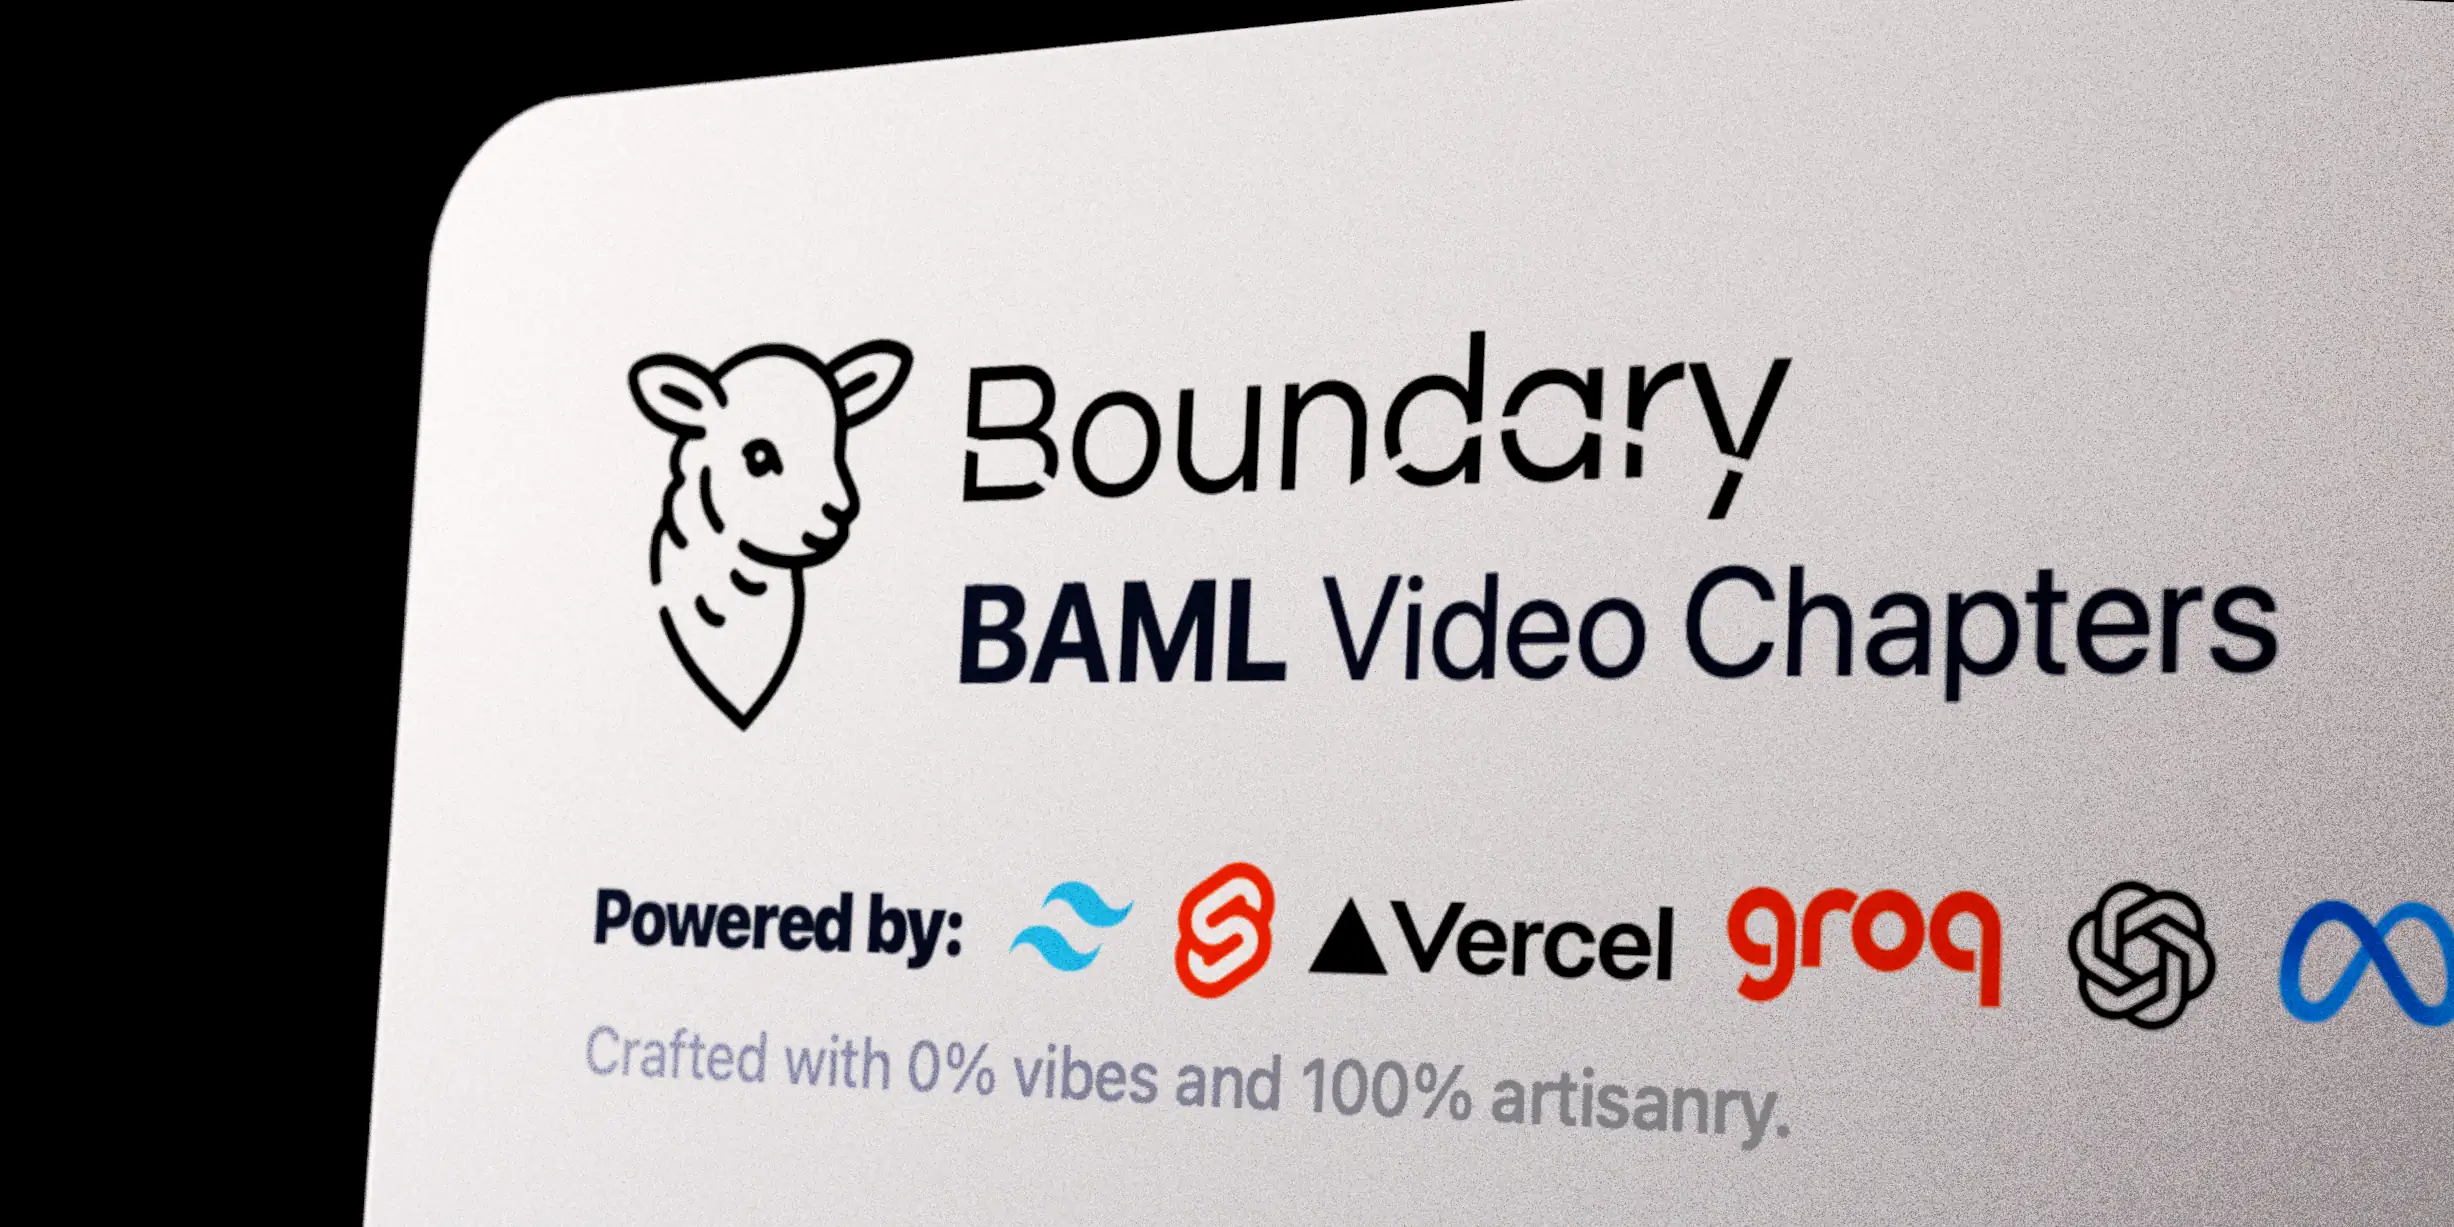 Boundary
BAML Video Chapters
Powered by: Vercel groq
Crafted with 0% vibes and 100% artisanry.